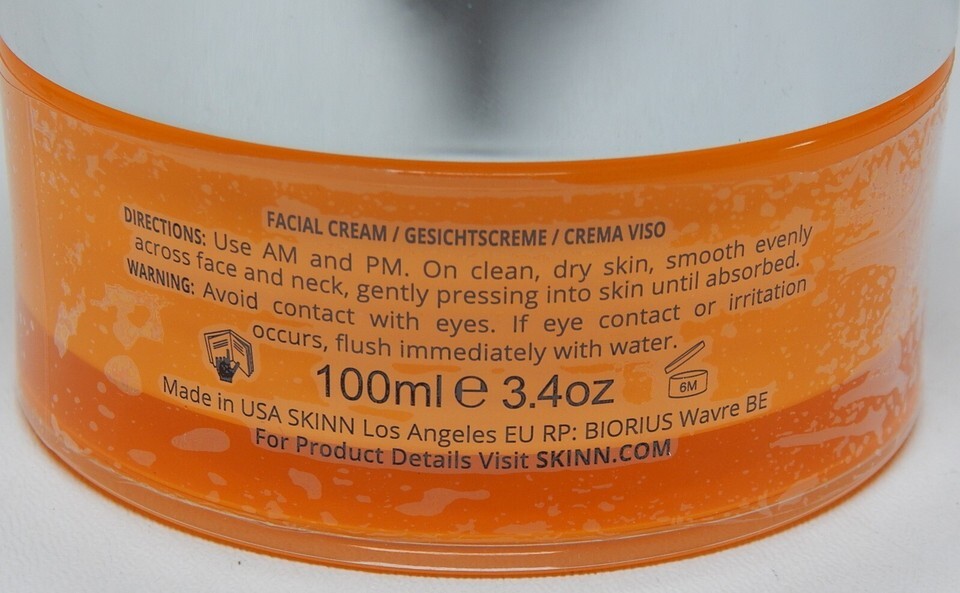 FACIAL CREAM / GESICHTSCREME / CREMA VISO
DIRECTIONS: Use AM and PM. On clean, dry skin, smooth evenly
across face and neck, gently pressing into skin until absorbed.
WARNING: Avoid contact with eyes. If eye contact or irritation
occurs, flush immediately with water.
100ml e 3.4oz
6M
Made in USA SKINN Los Angeles EU RP: BIORIUS Wavre BE
For Product Details Visit SKINN.COM